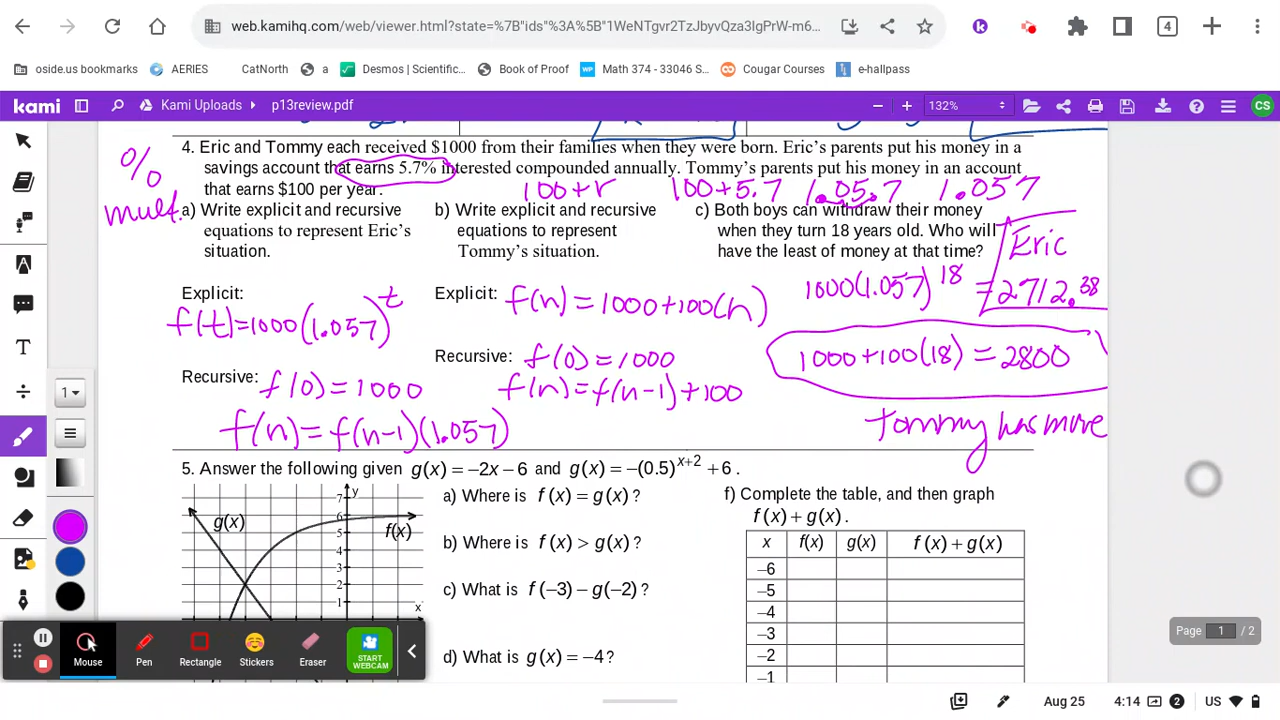 web.kamihq.com/web/viewer.html?state=%7B"ids"%3A%5B"1WeNTgvr2TzJbyvQza3IgPrW-m6...
4
oside.us bookmarks AERIES CatNorth a Desmos | Scientific... Book of Proof Math 374 - 33046 S... Cougar Courses e-hallpass
kami Kami Uploads p13review.pdf 132% CS
4. Eric and Tommy each received $1000 from their families when they were born. Eric's parents put his money in a
savings account that earns 5.7% interested compounded annually. Tommy's parents put his money in an account
that earns $100 per year.
% mult.
100+r 100+5.7 1.05.7 1.057
a) Write explicit and recursive
equations to represent Eric's
situation.
Explicit:
f(t)=1000(1.057)^t
Recursive: f(0)=1000
f(n)=f(n-1)(1.057)
b) Write explicit and recursive
equations to represent
Tommy's situation.
Explicit: f(n)=1000+100(n)
Recursive: f(0)=1000
f(n)=f(n-1)+100
c) Both boys can withdraw their money
when they turn 18 years old. Who will
have the least of money at that time?
Eric
1000(1.057)^18 =2712.38
1000+100(18)=2800
Tommy has more
5. Answer the following given g(x) = −2x − 6 and g(x) = −(0.5)^x+2 + 6 .
y
7
6
5
4
3
2
1
x
g(x)
f(x)
a) Where is f(x) = g(x)?
b) Where is f(x) > g(x)?
c) What is f(−3) − g(−2)?
d) What is g(x) = −4?
f) Complete the table, and then graph
f(x) + g(x).
x f(x) g(x) f(x) + g(x)
−6
−5
−4
−3
−2
−1
1
Page 1 / 2
Mouse Pen Rectangle Stickers Eraser START WEBCAM
Aug 25 4:14 2 US